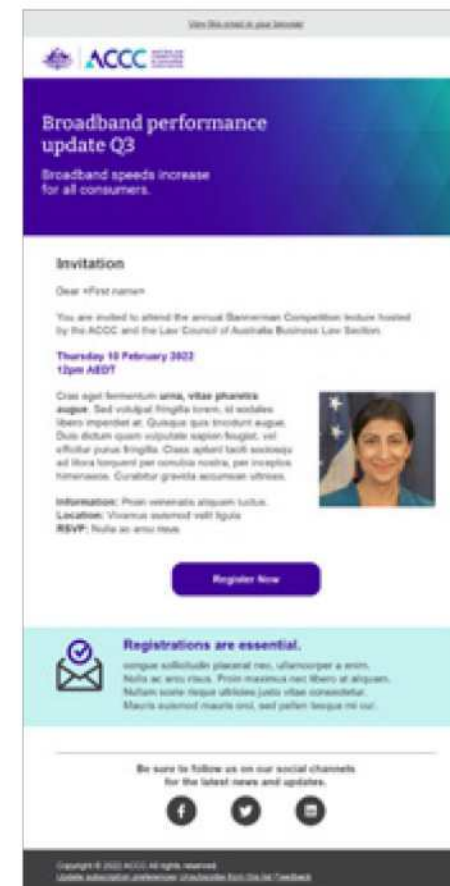 View this email in your browser
ACCC
Broadband performance
update Q3
Broadband speeds increase
for all consumers.
Invitation
Dear <First name>
You are invited to attend the annual Bannerman Competition lecture hosted
by the ACCC and the Law Council of Australia Business Law Section.
Thursday 10 February 2022
12pm AEDT
Cras eget fermentum urna, vitae pharetra
augue. Sed volutpat fringilla lorem, id sodales
libero imperdiet at. Quisque quis tincidunt augue.
Duis dictum quam vulputate sapien feugiat, vel
efficitur purus fringilla. Class aptent taciti sociosqu
ad litora torquent per conubia nostra, per inceptos
himenaeos. Curabitur gravida accumsan ultrices.
Information: Proin venenatis aliquam luctus.
Location: Vivamus euismod velit ligula
RSVP: Nulla ac arcu risus
Register Now
Registrations are essential.
congue sollicitudin placerat nec, ullamcorper a enim.
Nulla ac arcu risus. Proin maximus nec libero at aliquam.
Nullam scele risque ultricies justo vitae consectetur.
Mauris euismod mauris orci, sed pellen tesque mi cur.
Be sure to follow us on our social channels
for the latest news and updates.
Copyright © 2022 ACCC All rights reserved.
Update subscription preferences Unsubscribe from this list Feedback